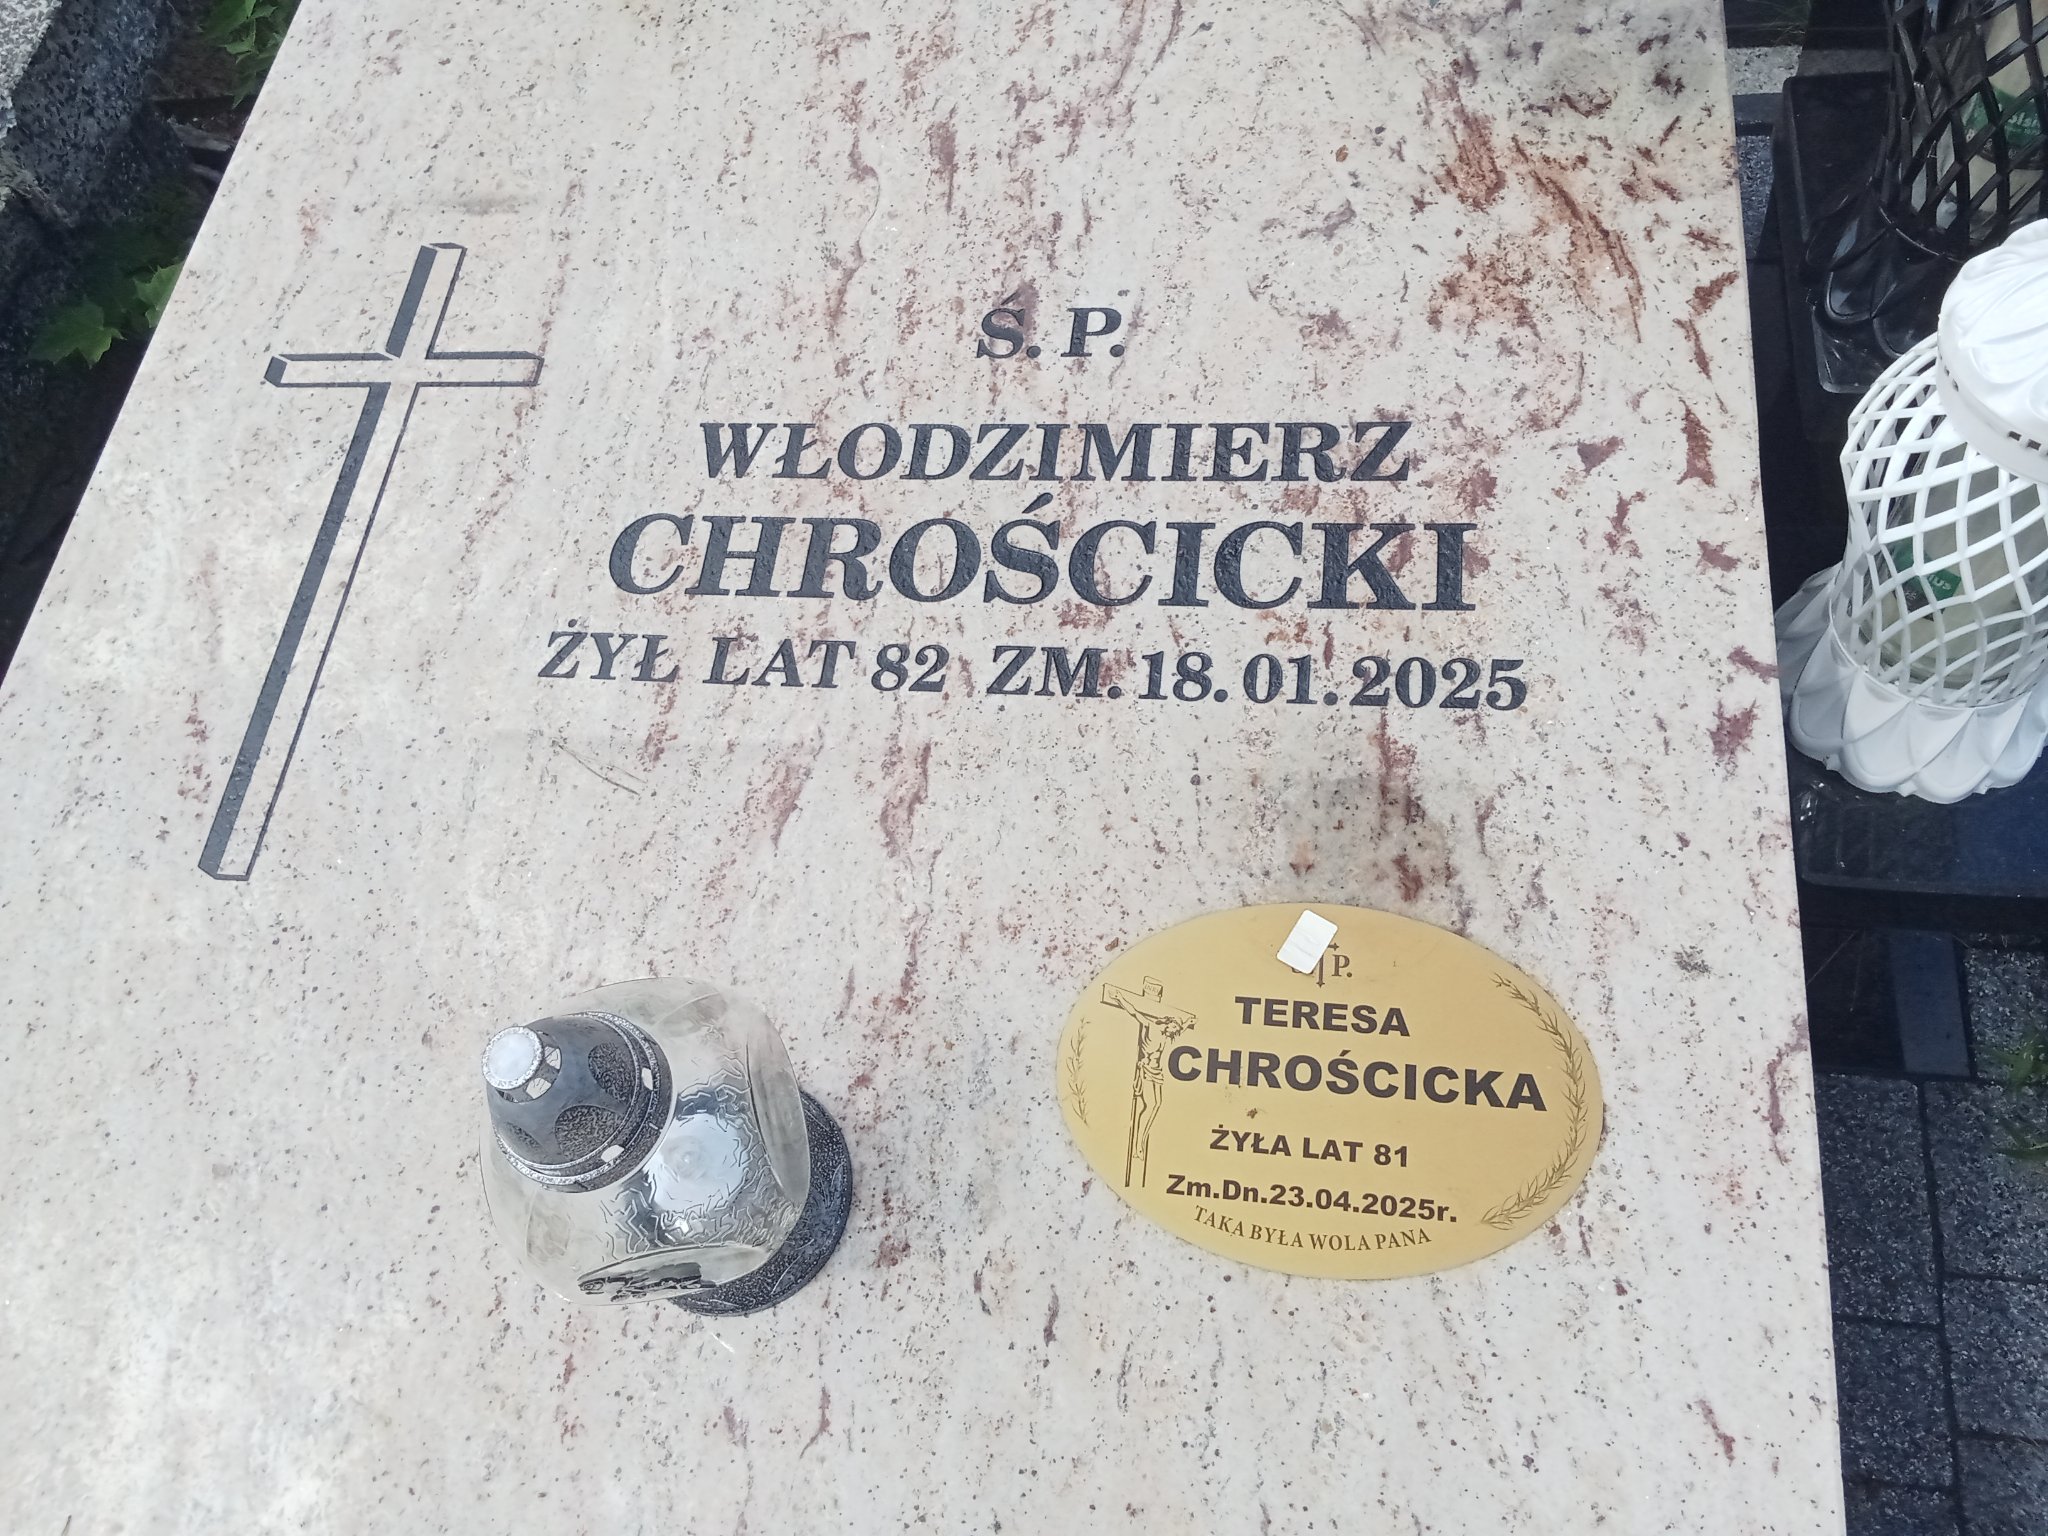 Ś. P.
WŁODZIMIERZ
CHROŚCICKI
ŻYŁ LAT 82 ZM. 18.01.2025
P.
TERESA
CHROŚCICKA
ŻYŁA LAT 81
Zm.Dn.23.04.2025r.
TAKA BYŁA WOLA PANA